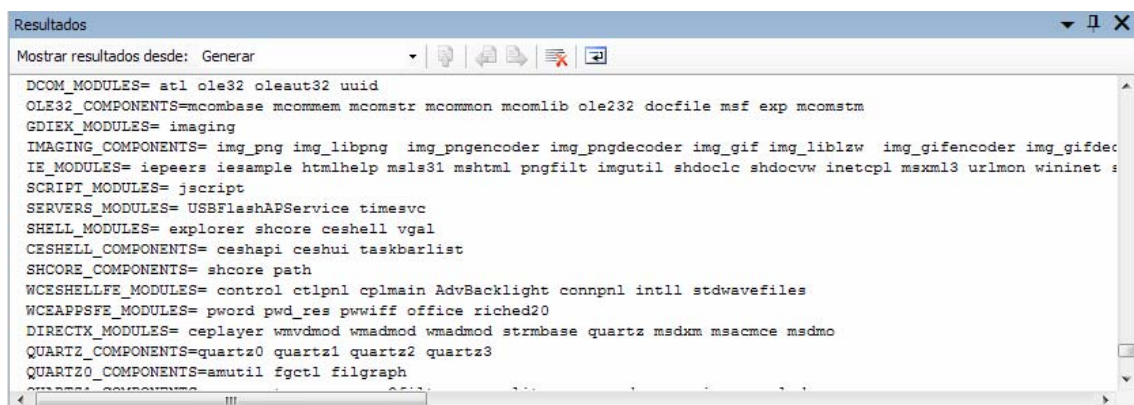 Resultados
Mostrar resultados desde: Generar
DCOM_MODULES= atl ole32 oleaut32 uuid
OLE32_COMPONENTS=mcombase mcommem mcomstr mcommon mcomlib ole232 docfile msf exp mcomstm
GDIEX_MODULES= imaging
IMAGING_COMPONENTS= img_png img_libpng  img_pngencoder img_pngdecoder img_gif img_liblzw  img_gifencoder img_gifdec
IE_MODULES= iepeers iesample htmlhelp msls31 mshtml pngfilt imgutil shdoclc shdocvw inetcpl msxml3 urlmon wininet s
SCRIPT_MODULES= jscript
SERVERS_MODULES= USBFlashAPService timesvc
SHELL_MODULES= explorer shcore ceshell vgal
CESHELL_COMPONENTS= ceshapi ceshui taskbarlist
SHCORE_COMPONENTS= shcore path
WCESHELLFE_MODULES= control ctlpnl cplmain AdvBacklight connpnl intll stdwavefiles
WCEAPPSFE_MODULES= pword pwd_res pwwiff office riched20
DIRECTX_MODULES= ceplayer wmvdmod wmadmod wmadmod strmbase quartz msdxm msacmce msdmo
QUARTZ_COMPONENTS=quartz0 quartz1 quartz2 quartz3
QUARTZ0_COMPONENTS=amutil fgctl filgraph